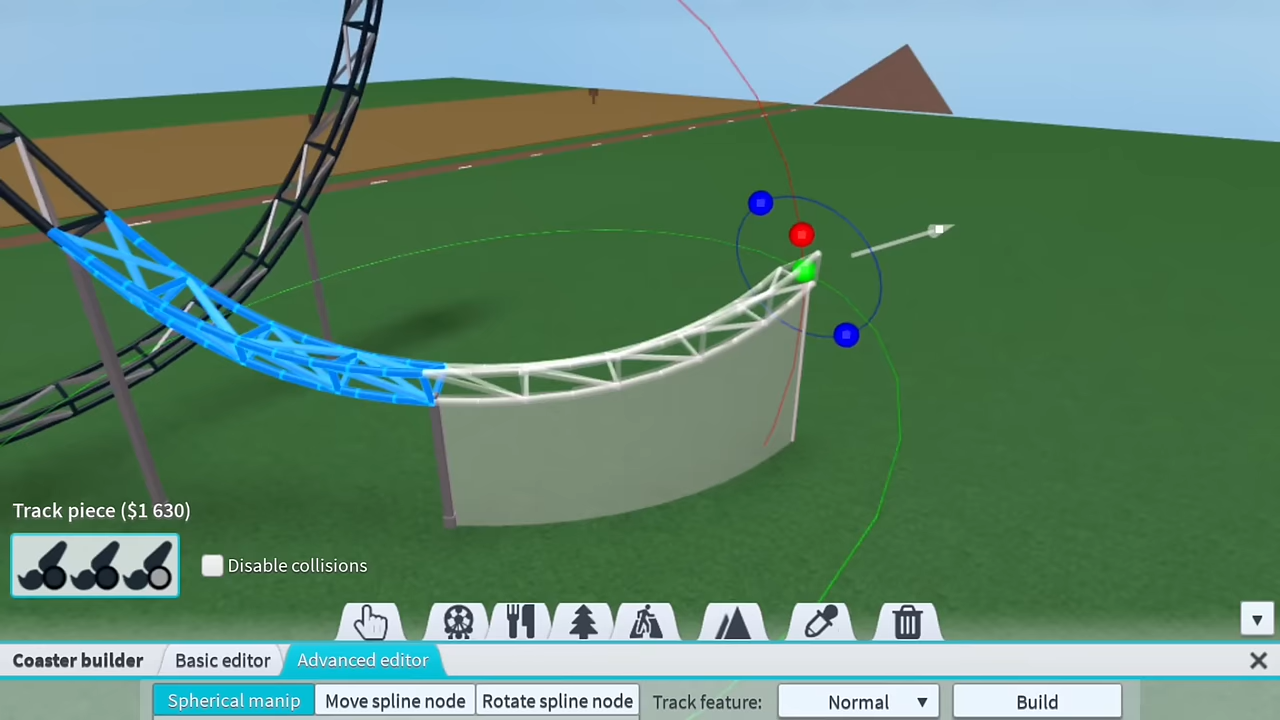 Track piece ($1 630)
Disable collisions
Coaster builder
Basic editor
Advanced editor
Spherical manip
Move spline node
Rotate spline node
Track feature:
Normal
Build